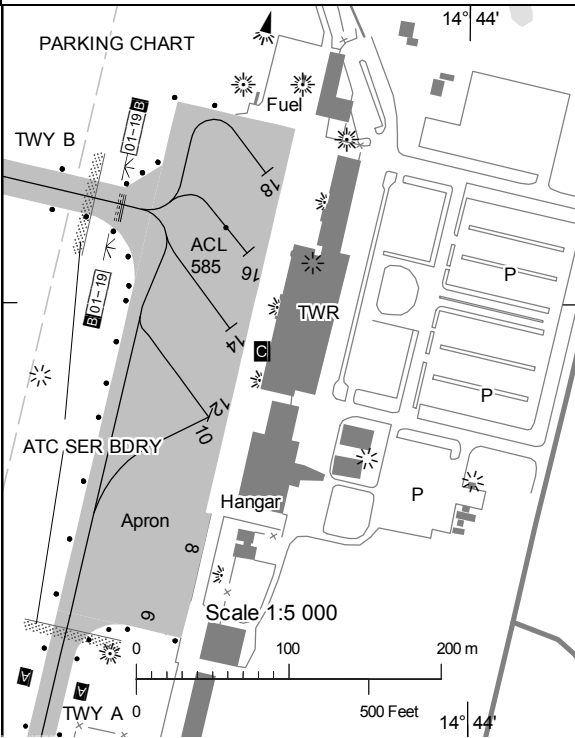 14° 44'
PARKING CHART
Fuel
01–19 B
TWY B
18
ACL
585
16
P
B 01–19
TWR
14
C
P
12
10
ATC SER BDRY
P
Hangar
Apron
8
6
Scale 1:5 000
0 100 200 m
A
A
TWY A
0 500 Feet
14° 44'